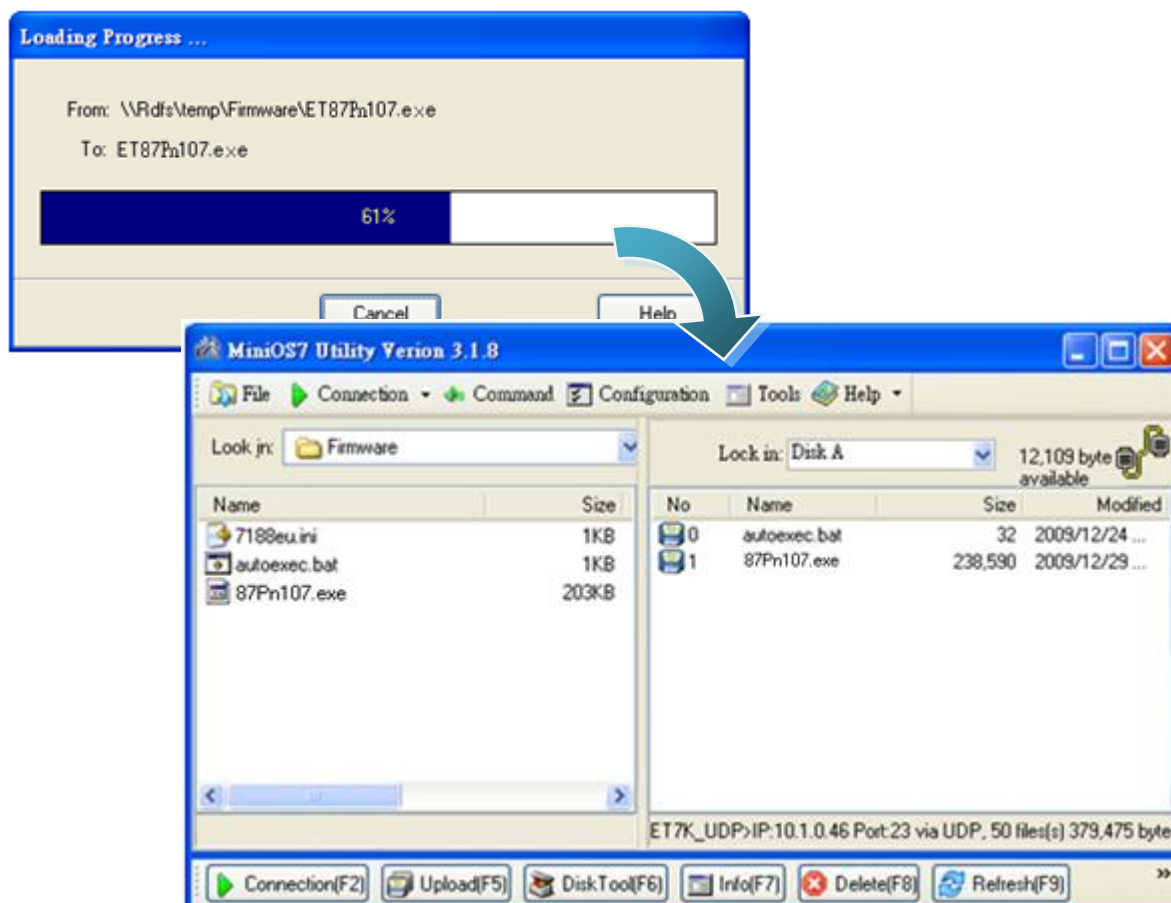 Loading Progress ...
From: \\Rdfs\temp\Firmware\ET87Pn107.exe
To: ET87Pn107.exe
61%
Cancel
Help
MiniOS7 Utility Verion 3.1.8
File Connection Command Configuration Tools Help
Look in: Firmware
Lock in: Disk A
12,109 byte available
Name Size
7188eu.ini 1KB
autoexec.bat 1KB
87Pn107.exe 203KB
No Name Size Modified
0 autoexec.bat 32 2009/12/24 ...
1 87Pn107.exe 238,590 2009/12/29 ...
ET7K_UDP>IP:10.1.0.46 Port:23 via UDP, 50 files(s) 379,475 byte
Connection(F2) Upload(F5) DiskTool(F6) Info(F7) Delete(F8) Refresh(F9) »